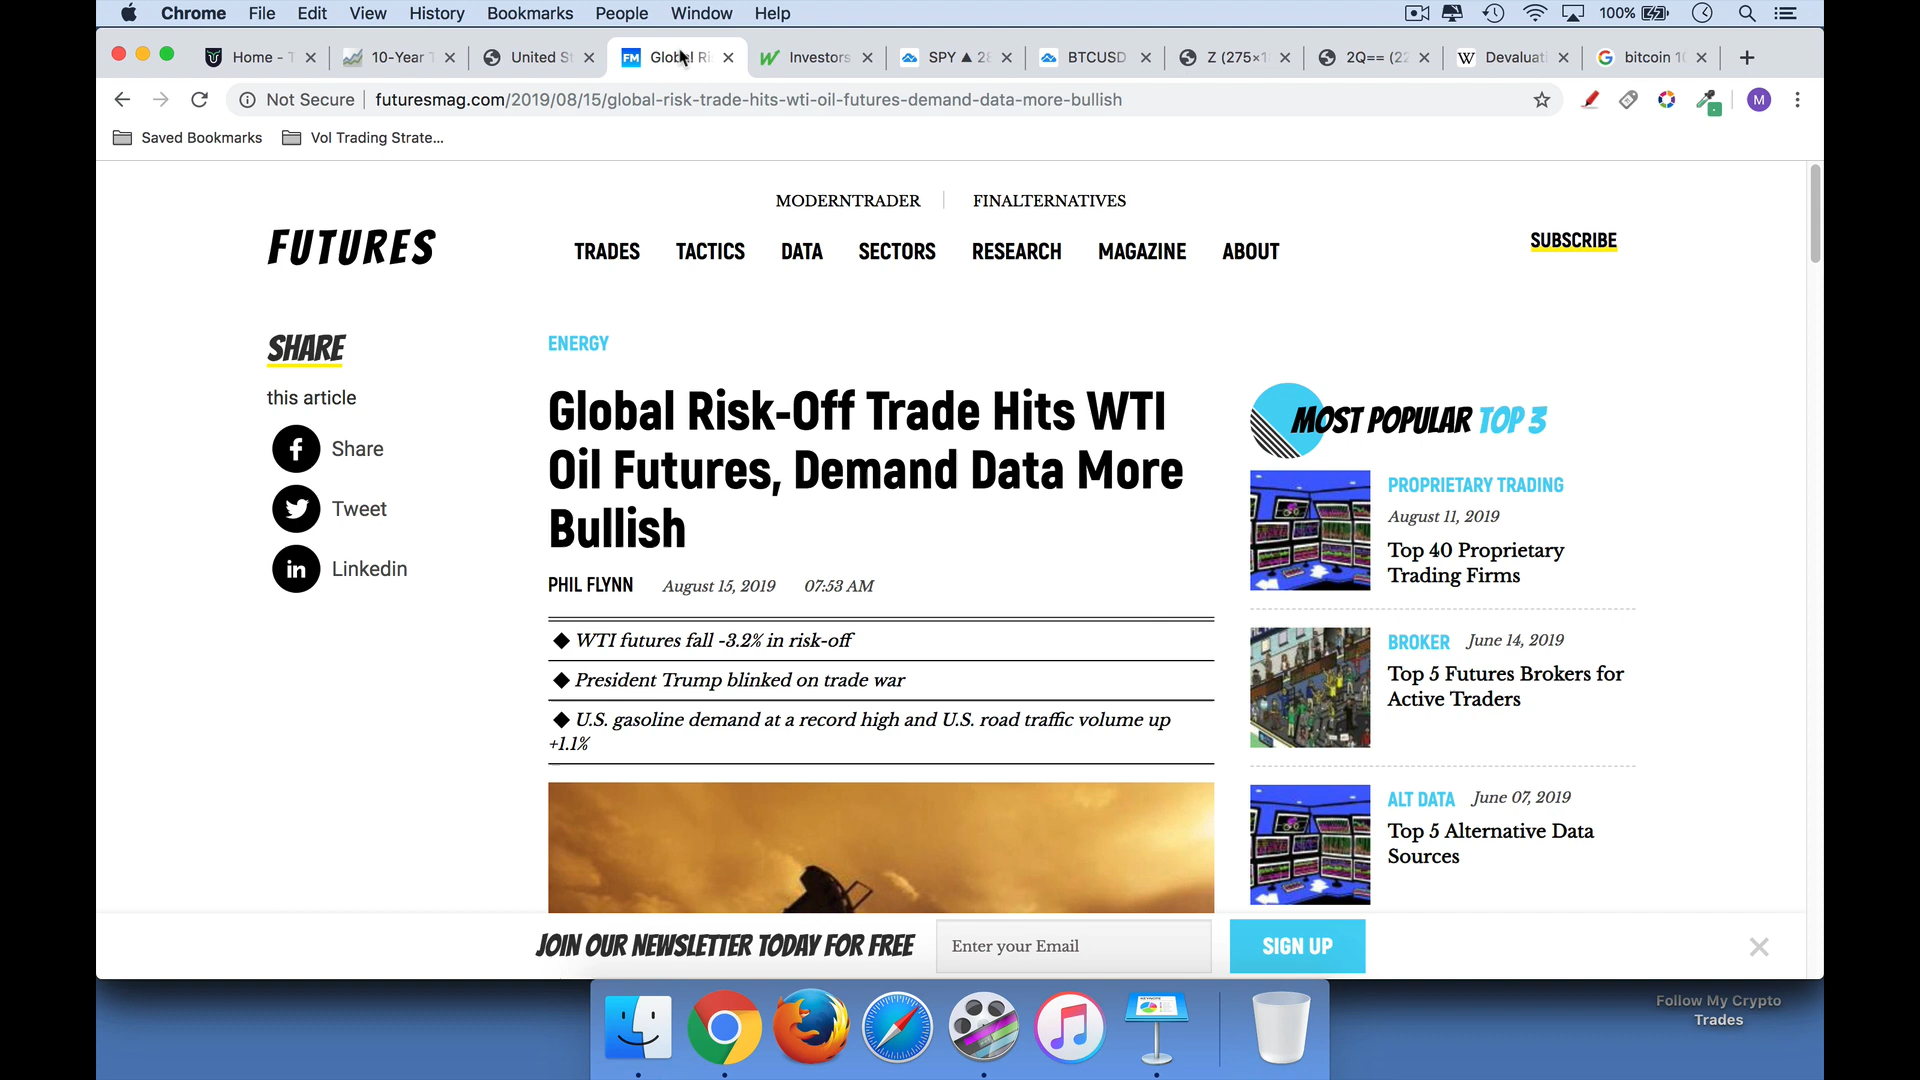 Chrome File Edit View History Bookmarks People Window Help 100%
Home - T 10-Year T United St Global Ri Investors SPY ▲ 28 BTCUSD Z (275×1 2Q== (22 Devaluati bitcoin 10
Not Secure futuresmag.com/2019/08/15/global-risk-trade-hits-wti-oil-futures-demand-data-more-bullish M
Saved Bookmarks Vol Trading Strate...
MODERNTRADER FINALTERNATIVES
FUTURES TRADES TACTICS DATA SECTORS RESEARCH MAGAZINE ABOUT SUBSCRIBE
SHARE
this article
Share
Tweet
Linkedin
ENERGY
Global Risk-Off Trade Hits WTI
Oil Futures, Demand Data More
Bullish
PHIL FLYNN August 15, 2019 07:53 AM
◆ WTI futures fall -3.2% in risk-off
◆ President Trump blinked on trade war
◆ U.S. gasoline demand at a record high and U.S. road traffic volume up
+1.1%
MOST POPULAR TOP 3
PROPRIETARY TRADING
August 11, 2019
Top 40 Proprietary
Trading Firms
BROKER June 14, 2019
Top 5 Futures Brokers for
Active Traders
ALT DATA June 07, 2019
Top 5 Alternative Data
Sources
JOIN OUR NEWSLETTER TODAY FOR FREE Enter your Email SIGN UP
Follow My Crypto
Trades